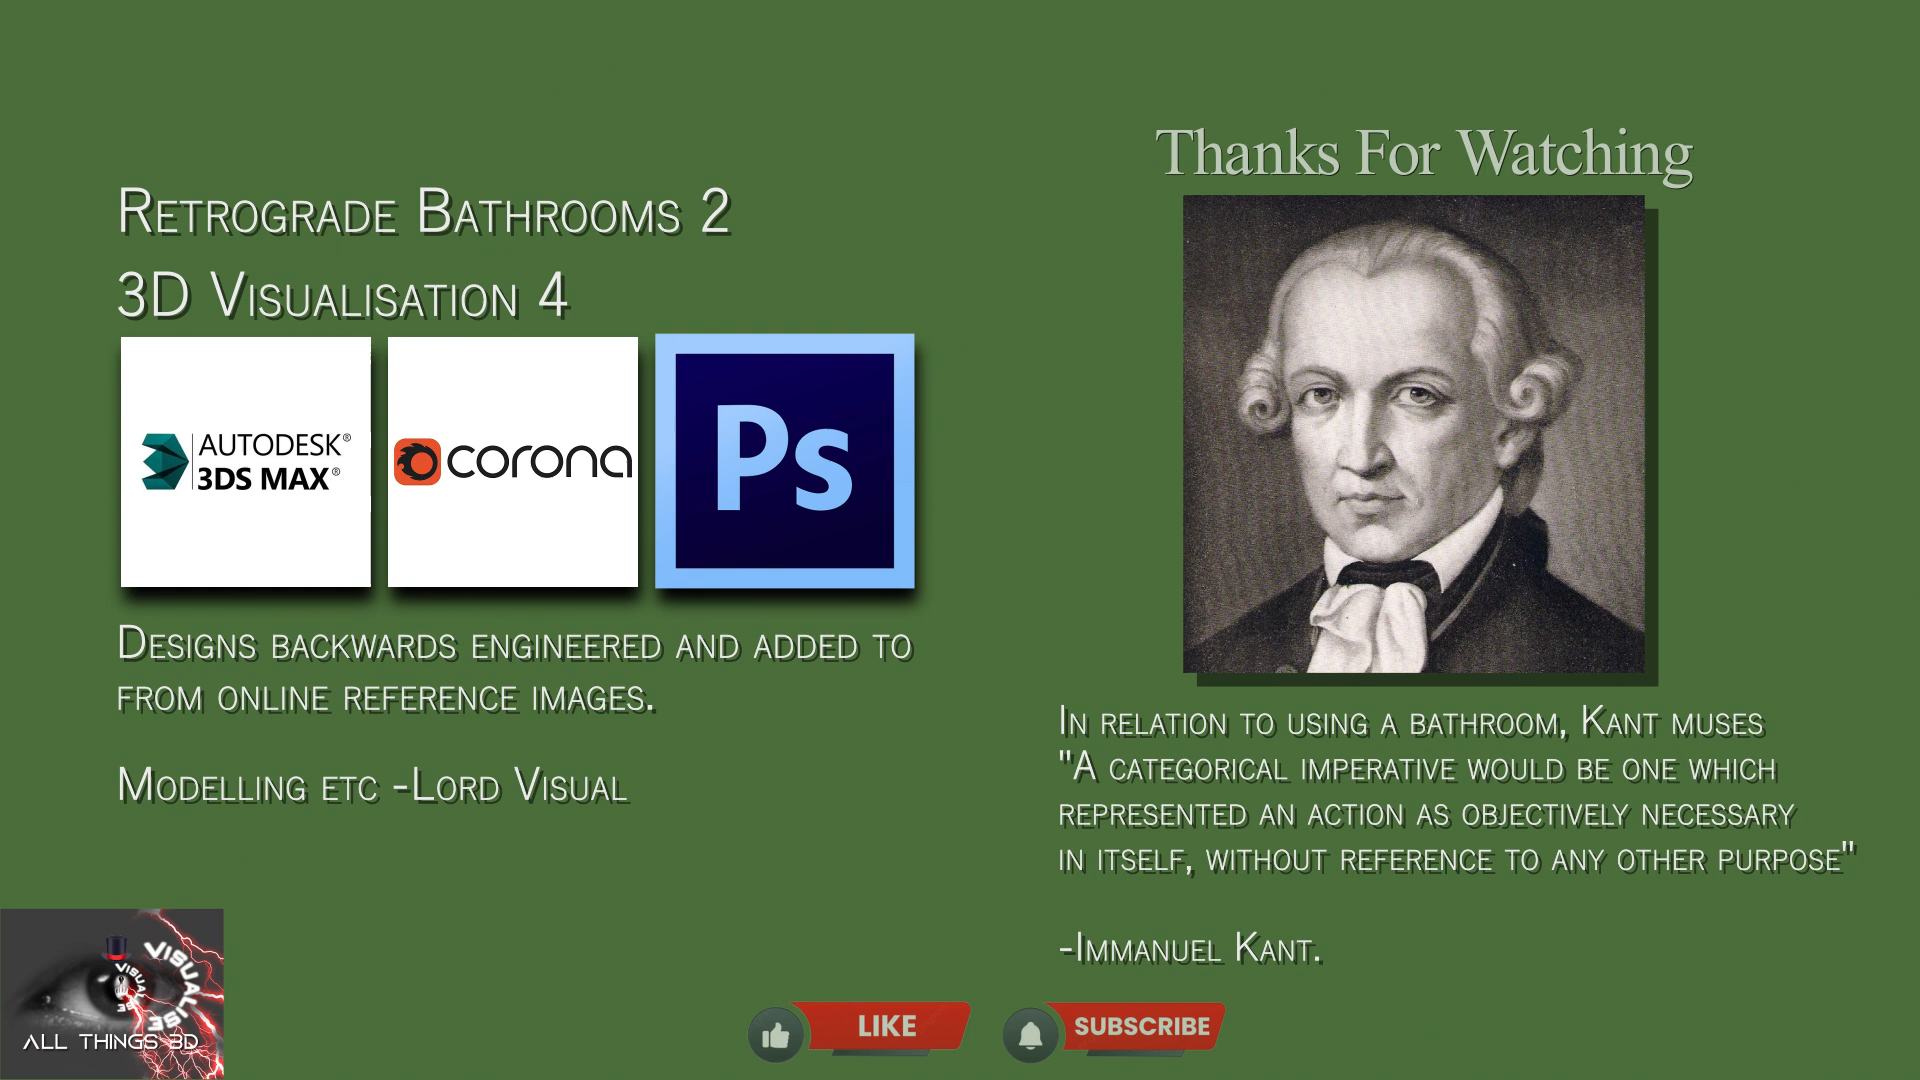 Thanks For Watching
Retrograde Bathrooms 2
3D Visualisation 4
AUTODESK®
3DS MAX®
corona
Ps
Designs backwards engineered and added to
from online reference images.
Modelling etc -Lord Visual
In relation to using a bathroom, Kant muses
"A categorical imperative would be one which
represented an action as objectively necessary
in itself, without reference to any other purpose"
-Immanuel Kant.
VISUALISE
VISUALISE
ALL THINGS 3D
LIKE
SUBSCRIBE